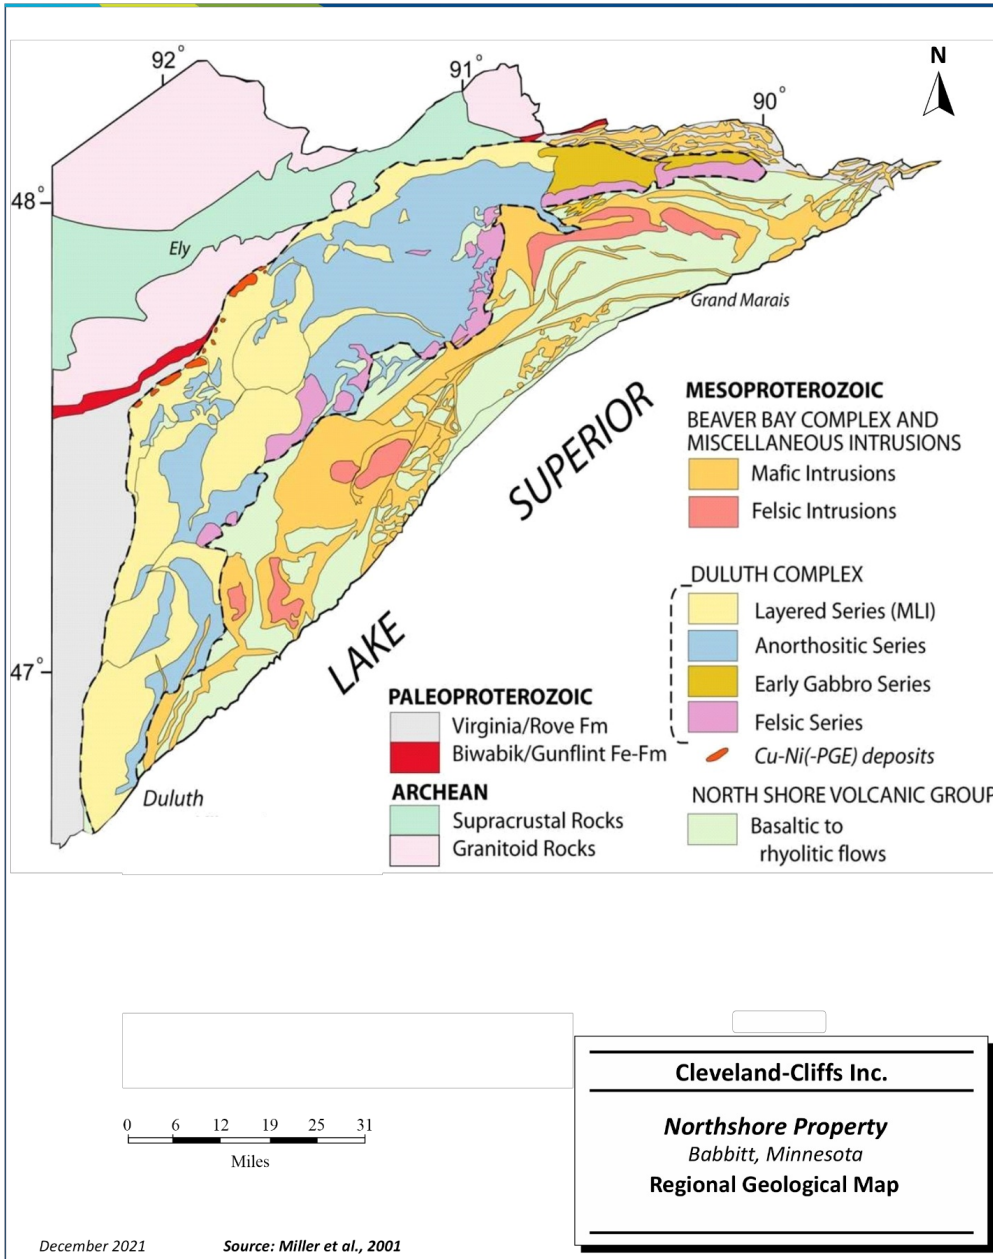 N
92°
91°
90°
48°
Ely
Grand Marais
LAKE SUPERIOR
47°
Duluth
MESOPROTEROZOIC
BEAVER BAY COMPLEX AND
MISCELLANEOUS INTRUSIONS
Mafic Intrusions
Felsic Intrusions
DULUTH COMPLEX
Layered Series (MLI)
Anorthositic Series
Early Gabbro Series
Felsic Series
Cu-Ni(-PGE) deposits
NORTH SHORE VOLCANIC GROUP
Basaltic to
rhyolitic flows
PALEOPROTEROZOIC
Virginia/Rove Fm
Biwabik/Gunflint Fe-Fm
ARCHEAN
Supracrustal Rocks
Granitoid Rocks
0 6 12 19 25 31
Miles
Cleveland-Cliffs Inc.
Northshore Property
Babbitt, Minnesota
Regional Geological Map
December 2021
Source: Miller et al., 2001